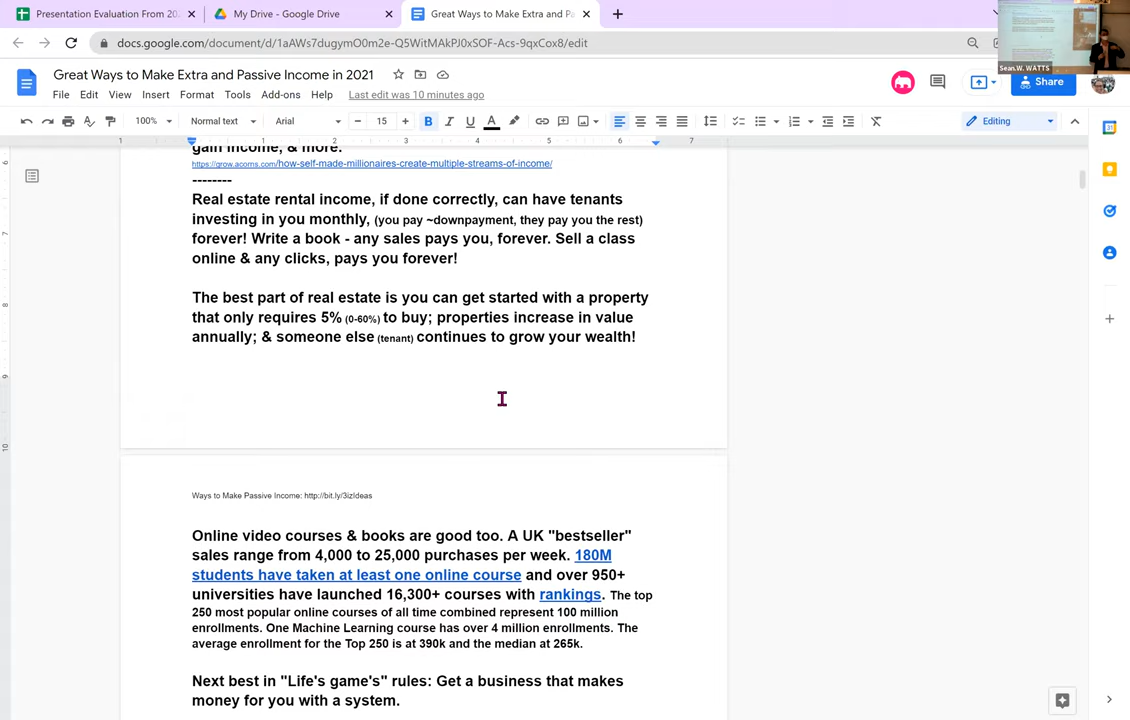 Presentation Evaluation From 20
My Drive - Google Drive
Great Ways to Make Extra and Pa
docs.google.com/document/d/1aAWs7dugymO0m2e-Q5WitMAkPJ0xSOF-Acs-9qxCox8/edit
Sean.W. WATTS
Great Ways to Make Extra and Passive Income in 2021
Share
File Edit View Insert Format Tools Add-ons Help Last edit was 10 minutes ago
100% Normal text Arial 15 B I U A Editing
1 1 2 3 4 5 6 7
gain income, & more.
https://grow.acorns.com/how-self-made-millionaires-create-multiple-streams-of-income/
--------
Real estate rental income, if done correctly, can have tenants
investing in you monthly, (you pay ~downpayment, they pay you the rest)
forever! Write a book - any sales pays you, forever. Sell a class
online & any clicks, pays you forever!
The best part of real estate is you can get started with a property
that only requires 5% (0-60%) to buy; properties increase in value
annually; & someone else (tenant) continues to grow your wealth!
Ways to Make Passive Income: http://bit.ly/3izIdeas
Online video courses & books are good too. A UK "bestseller"
sales range from 4,000 to 25,000 purchases per week. 180M
students have taken at least one online course and over 950+
universities have launched 16,300+ courses with rankings. The top
250 most popular online courses of all time combined represent 100 million
enrollments. One Machine Learning course has over 4 million enrollments. The
average enrollment for the Top 250 is at 390k and the median at 265k.
Next best in "Life's game's" rules: Get a business that makes
money for you with a system.